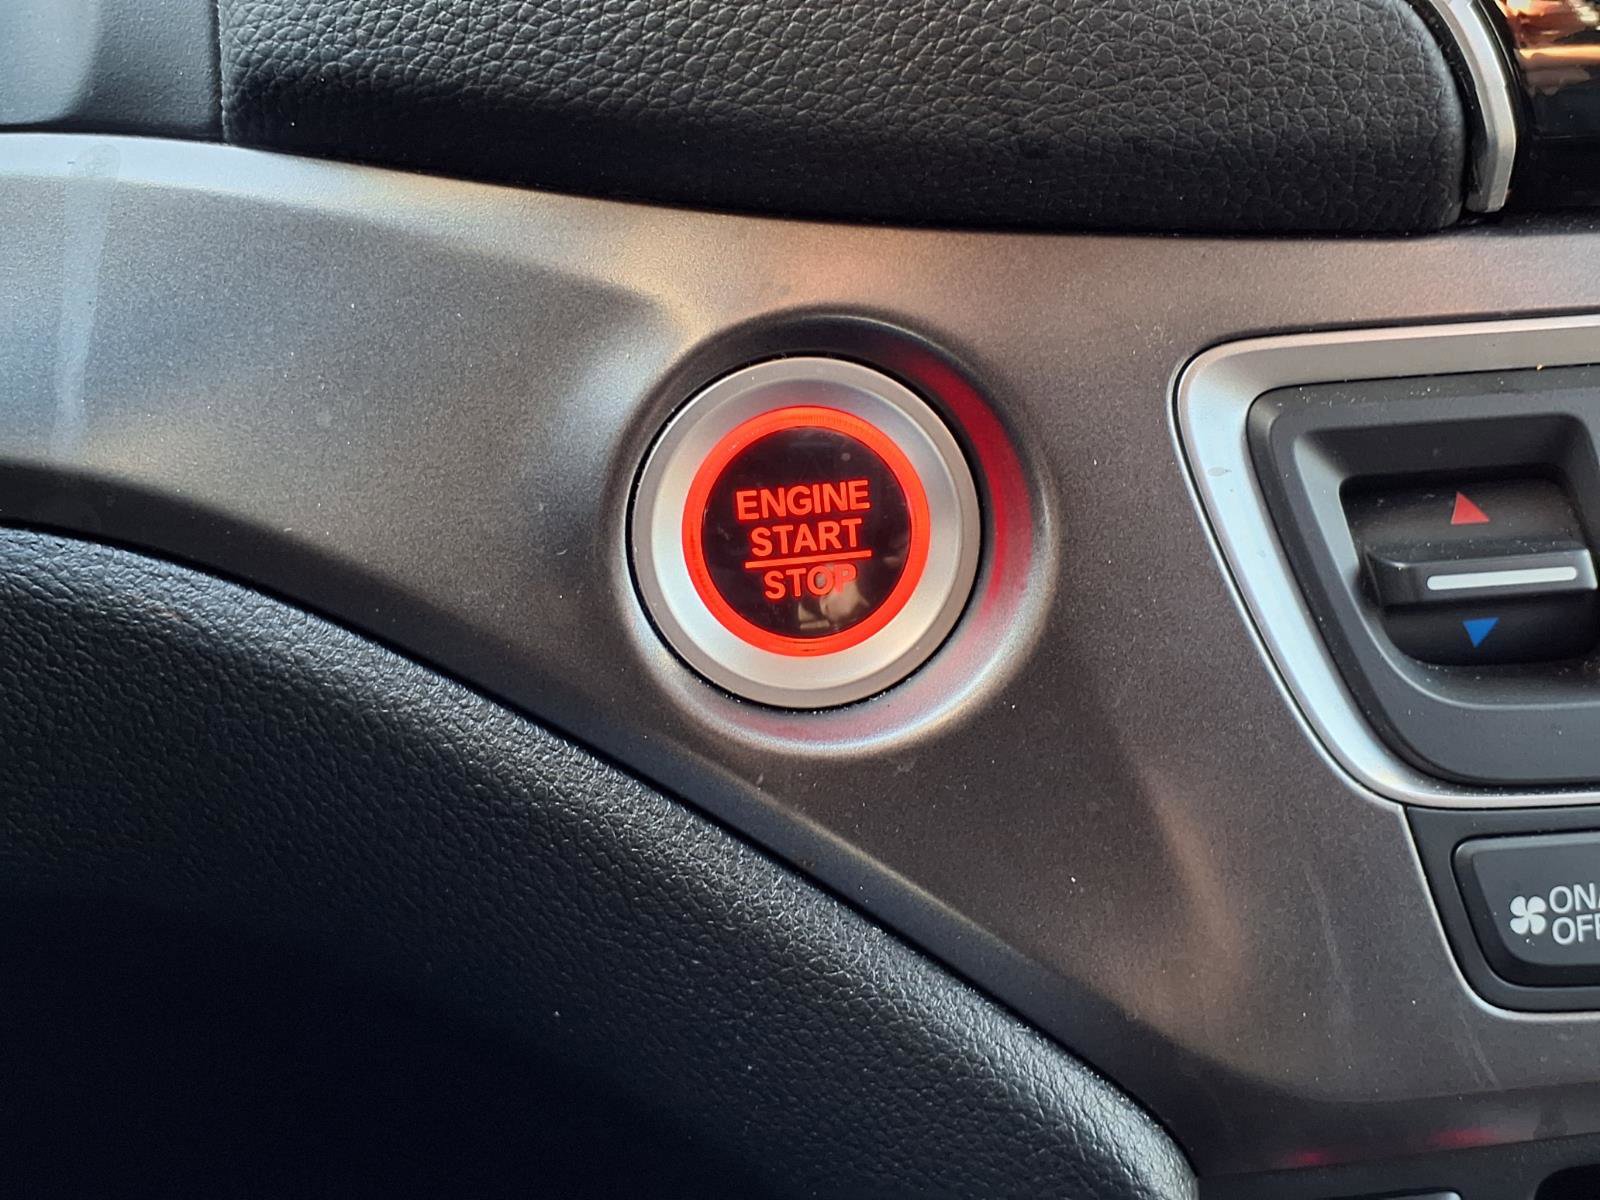 ENGINE
START
STOP
ON/
OFF